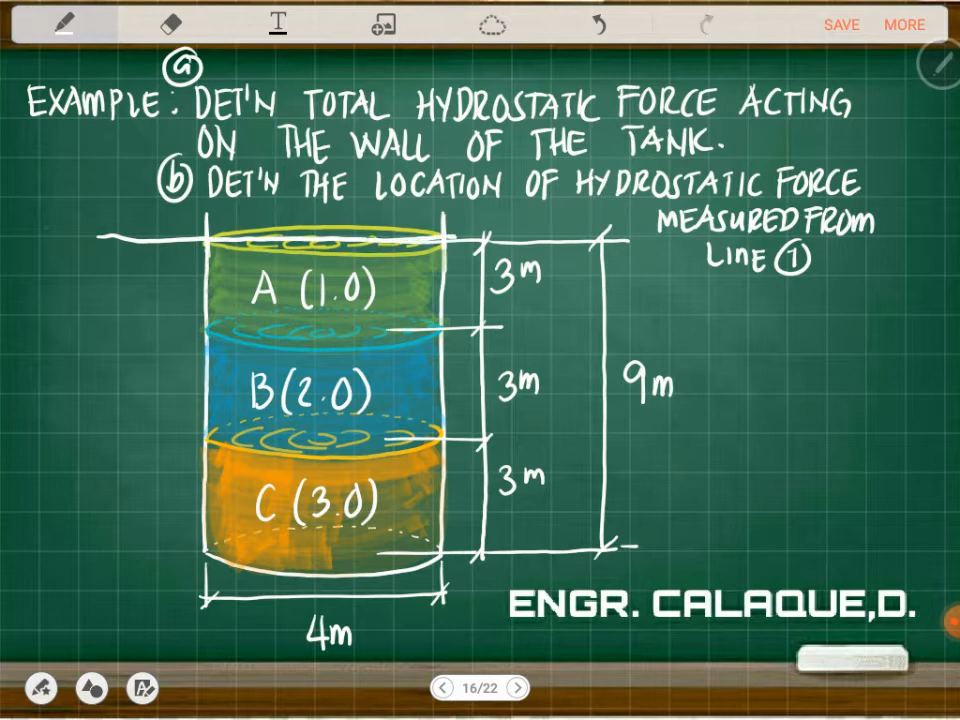 T
SAVE MORE
a
EXAMPLE: DET'N TOTAL HYDROSTATIC FORCE ACTING
ON THE WALL OF THE TANK.
b DET'N THE LOCATION OF HYDROSTATIC FORCE
MEASURED FROM
LINE 1
A (1.0)
3m
B (2.0)
3m
9m
C (3.0)
3m
ENGR. CALAQUE,D.
4m
A
16/22